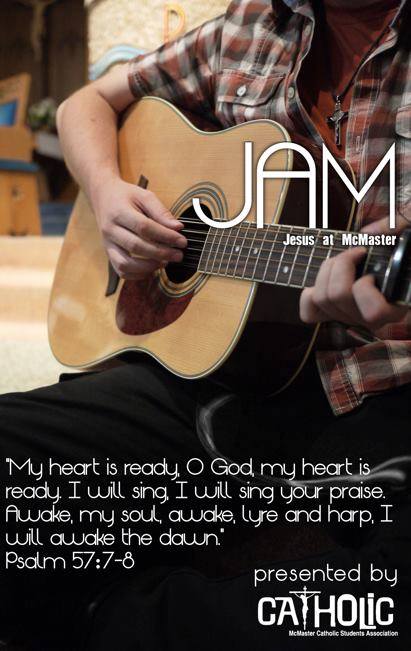 JAM
Jesus at McMaster
"My heart is ready, O God, my heart is
ready. I will sing, I will sing your praise.
Awake, my soul, awake, lyre and harp, I
will awake the dawn."
Psalm 57:7-8
presented by
CATHOLIC
McMaster Catholic Students Association